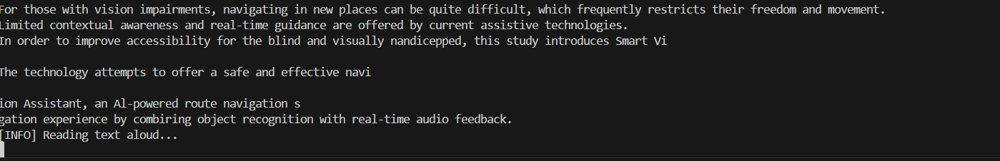 For those with vision impairments, navigating in new places can be quite difficult, which frequently restricts their freedom and movement.
Limited contextual awareness and real-time guidance are offered by current assistive technologies.
In order to improve accessibility for the blind and visually nandicepped, this study introduces Smart Vi
The technology attempts to offer a safe and effective navi
ion Assistant, an Al-powered route navigation s
gation experience by combiring object recognition with real-time audio feedback.
[INFO] Reading text aloud...